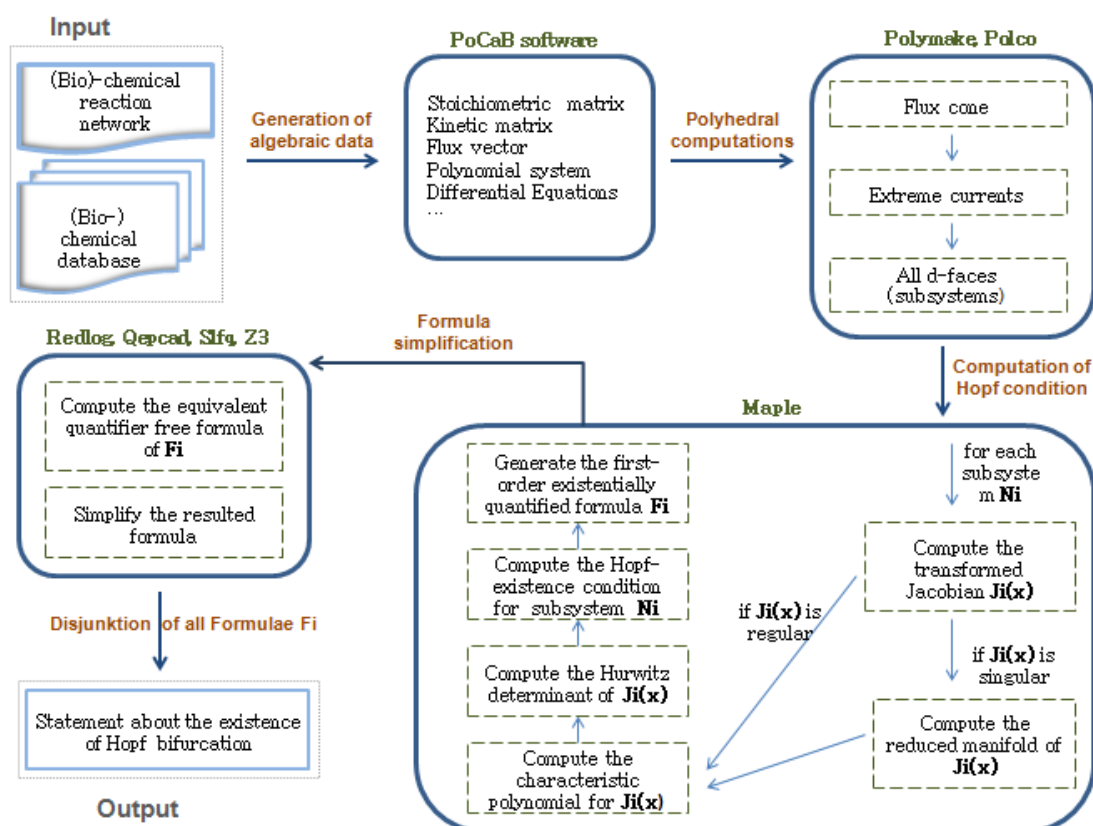 Input
(Bio)-chemical
reaction
network
(Bio-)
chemical
database
Generation of
algebraic data
PoCaB software
Stoichiometric matrix
Kinetic matrix
Flux vector
Polynomial system
Differential Equations
...
Polyhedral
computations
Polymake, Polco
Flux cone
Extreme currents
All d-faces
(subsystems)
Computation of
Hopf condition
Maple
for each
subsyste
m Ni
Compute the
transformed
Jacobian Ji(x)
if Ji(x) is
regular
if Ji(x) is
singular
Compute the
reduced manifold of
Ji(x)
Generate the first-
order existentially
quantified formula Fi
Compute the Hopf-
existence condition
for subsystem Ni
Compute the Hurwitz
determinant of Ji(x)
Compute the
characteristic
polynomial for Ji(x)
Formula
simplification
Redlog, Qepcad, Slfq, Z3
Compute the equivalent
quantifier free formula
of Fi
Simplify the resulted
formula
Disjunktion of all Formulae Fi
Statement about the existence
of Hopf bifurcation
Output